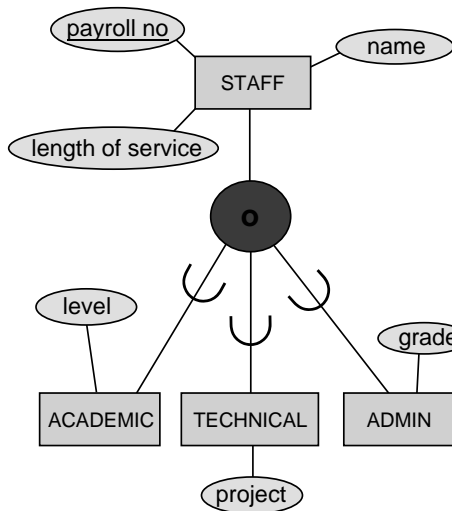 payroll no
name
STAFF
length of service
o
level
grade
ACADEMIC
TECHNICAL
ADMIN
project